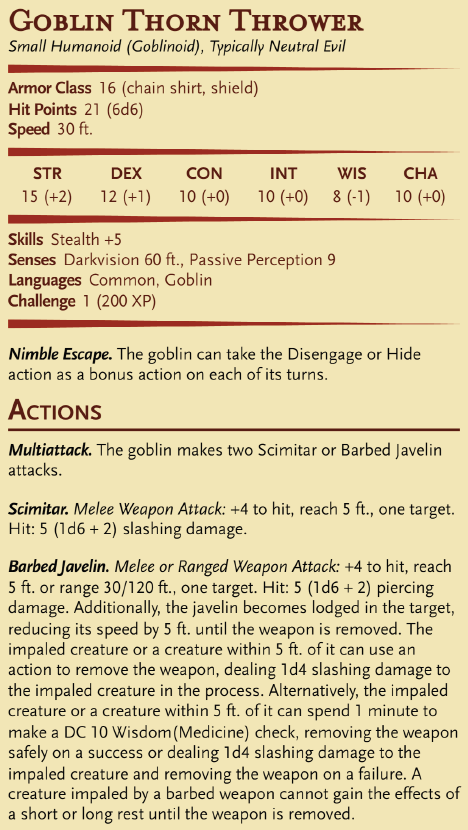 Goblin Thorn Thrower
Small Humanoid (Goblinoid), Typically Neutral Evil
Armor Class 16 (chain shirt, shield)
Hit Points 21 (6d6)
Speed 30 ft.
STR DEX CON INT WIS CHA
15 (+2) 12 (+1) 10 (+0) 10 (+0) 8 (-1) 10 (+0)
Skills Stealth +5
Senses Darkvision 60 ft., Passive Perception 9
Languages Common, Goblin
Challenge 1 (200 XP)
Nimble Escape. The goblin can take the Disengage or Hide
action as a bonus action on each of its turns.
Actions
Multiattack. The goblin makes two Scimitar or Barbed Javelin
attacks.
Scimitar. Melee Weapon Attack: +4 to hit, reach 5 ft., one target.
Hit: 5 (1d6 + 2) slashing damage.
Barbed Javelin. Melee or Ranged Weapon Attack: +4 to hit, reach
5 ft. or range 30/120 ft., one target. Hit: 5 (1d6 + 2) piercing
damage. Additionally, the javelin becomes lodged in the target,
reducing its speed by 5 ft. until the weapon is removed. The
impaled creature or a creature within 5 ft. of it can use an
action to remove the weapon, dealing 1d4 slashing damage to
the impaled creature in the process. Alternatively, the impaled
creature or a creature within 5 ft. of it can spend 1 minute to
make a DC 10 Wisdom(Medicine) check, removing the weapon
safely on a success or dealing 1d4 slashing damage to the
impaled creature and removing the weapon on a failure. A
creature impaled by a barbed weapon cannot gain the effects of
a short or long rest until the weapon is removed.